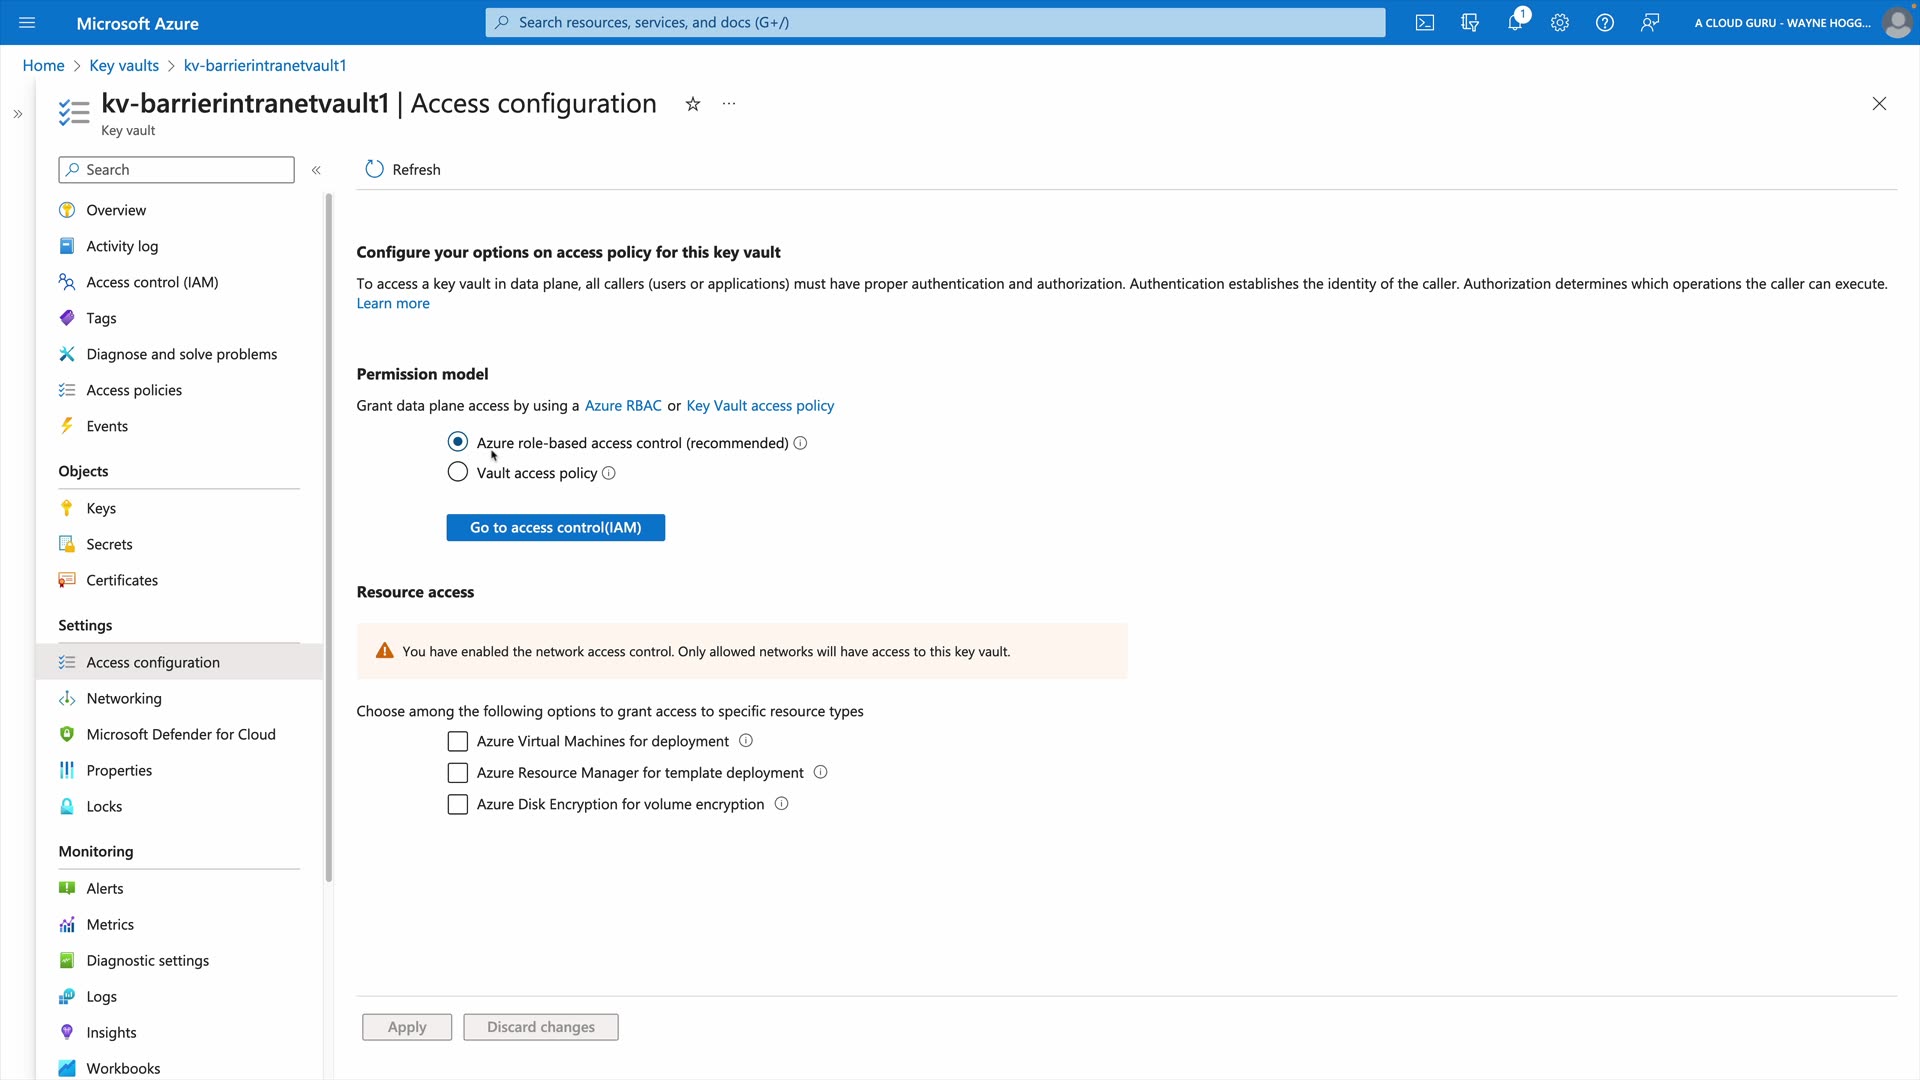 Microsoft Azure
Search resources, services, and docs (G+/)
1
A CLOUD GURU - WAYNE HOGG...
Home > Key vaults > kv-barrierintranetvault1
kv-barrierintranetvault1 | Access configuration
Key vault
Search
Overview
Activity log
Access control (IAM)
Tags
Diagnose and solve problems
Access policies
Events
Objects
Keys
Secrets
Certificates
Settings
Access configuration
Networking
Microsoft Defender for Cloud
Properties
Locks
Monitoring
Alerts
Metrics
Diagnostic settings
Logs
Insights
Workbooks
Refresh
Configure your options on access policy for this key vault
To access a key vault in data plane, all callers (users or applications) must have proper authentication and authorization. Authentication establishes the identity of the caller. Authorization determines which operations the caller can execute.
Learn more
Permission model
Grant data plane access by using a Azure RBAC or Key Vault access policy
Azure role-based access control (recommended)
Vault access policy
Go to access control(IAM)
Resource access
You have enabled the network access control. Only allowed networks will have access to this key vault.
Choose among the following options to grant access to specific resource types
Azure Virtual Machines for deployment
Azure Resource Manager for template deployment
Azure Disk Encryption for volume encryption
Apply
Discard changes